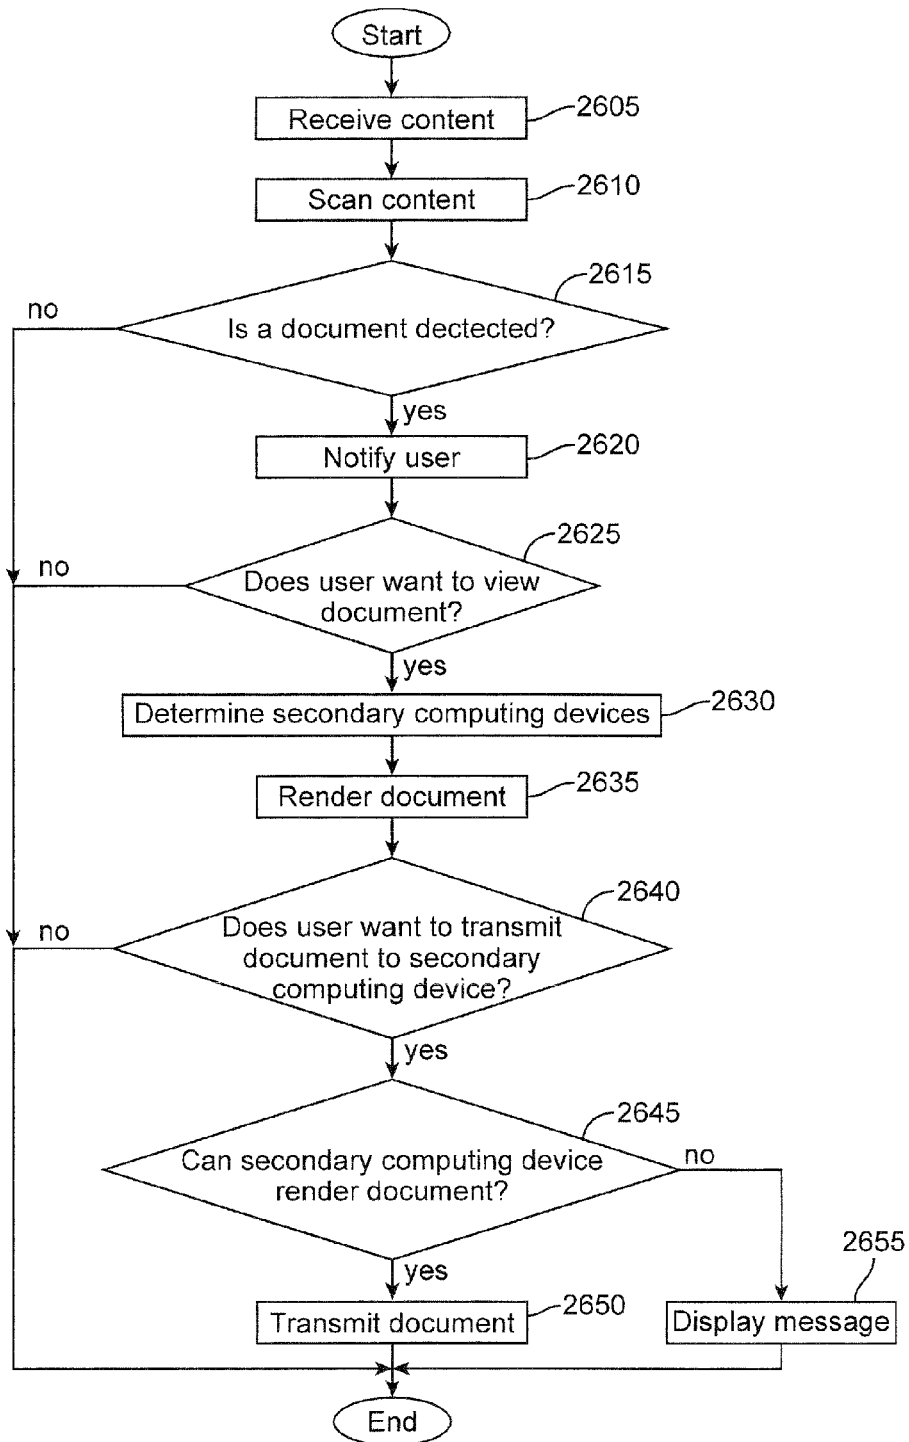 Start
Receive content
2605
Scan content
2610
2615
no
Is a document dectected?
yes
Notify user
2620
2625
no
Does user want to view
document?
yes
Determine secondary computing devices
2630
Render document
2635
2640
no
Does user want to transmit
document to secondary
computing device?
yes
2645
Can secondary computing device
render document?
no
yes
2655
Transmit document
2650
Display message
End